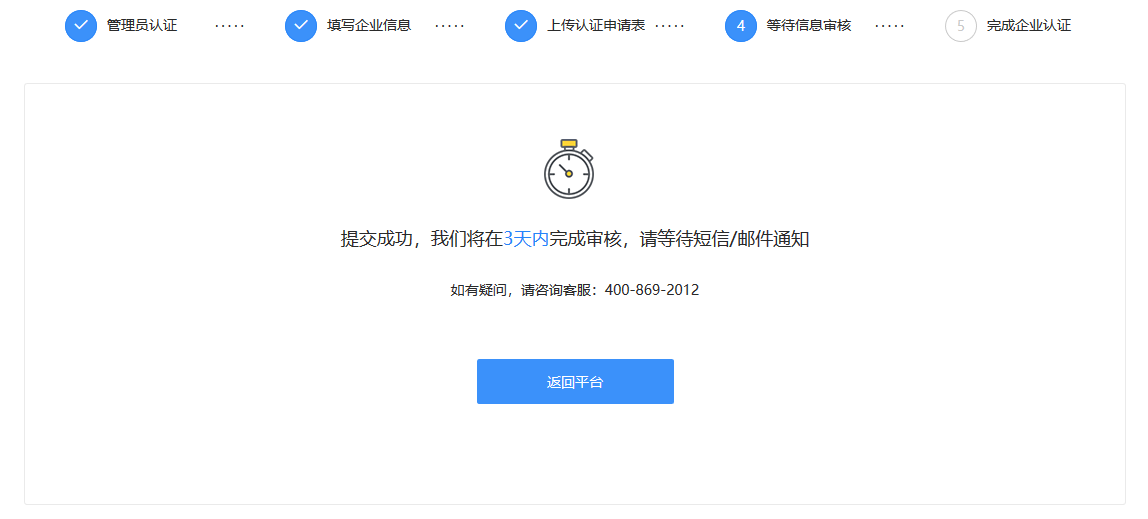 管理员认证 ····· 填写企业信息 ····· 上传认证申请表 ····· 4 等待信息审核 ····· 5 完成企业认证
提交成功，我们将在3天内完成审核，请等待短信/邮件通知
如有疑问，请咨询客服：400-869-2012
返回平台